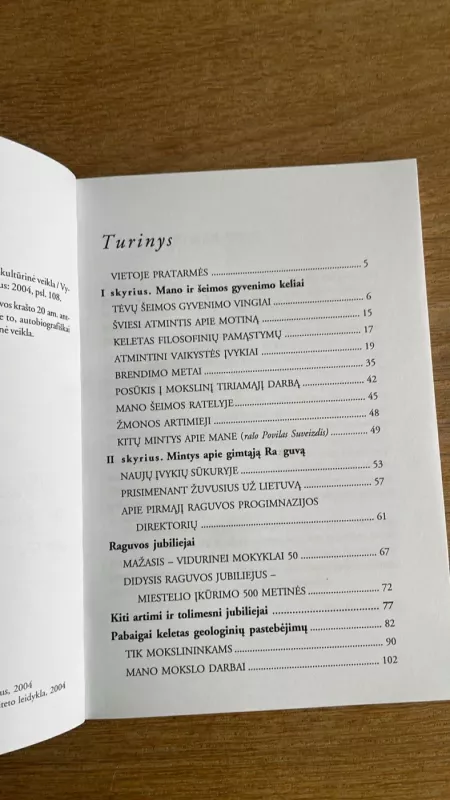 kultūrinė veikla / Vy-
us: 2004, psl. 108.
vos krašto 20 am. ant-
e to, autobiografiškai
nė veikla.
us, 2004
teto leidykla, 2004
Turinys
VIETOJE PRATARMĖS 5
I skyrius. Mano ir šeimos gyvenimo keliai
TĖVŲ ŠEIMOS GYVENIMO VINGIAI 6
ŠVIESI ATMINTIS APIE MOTINĄ 15
KELETAS FILOSOFINIŲ PAMĄSTYMŲ 17
ATMINTINI VAIKYSTĖS ĮVYKIAI 19
BRENDIMO METAI 35
POSŪKIS Į MOKSLINĮ TIRIAMĄJĮ DARBĄ 42
MANO ŠEIMOS RATELYJE 45
ŽMONOS ARTIMIEJI 48
KITŲ MINTYS APIE MANE (rašo Povilas Suveizdis) 49
II skyrius. Mintys apie gimtąją Ra guvą
NAUJŲ ĮVYKIŲ SŪKURYJE 53
PRISIMENANT ŽUVUSIUS UŽ LIETUVĄ 57
APIE PIRMĄJĮ RAGUVOS PROGIMNAZIJOS
DIREKTORIŲ 61
Raguvos jubiliejai
MAŽASIS – VIDURINEI MOKYKLAI 50 67
DIDYSIS RAGUVOS JUBILIEJUS –
MIESTELIO ĮKŪRIMO 500 METINĖS 72
Kiti artimi ir tolimesni jubiliejai 77
Pabaigai keletas geologinių pastebėjimų 82
TIK MOKSLININKAMS 90
MANO MOKSLO DARBAI 102